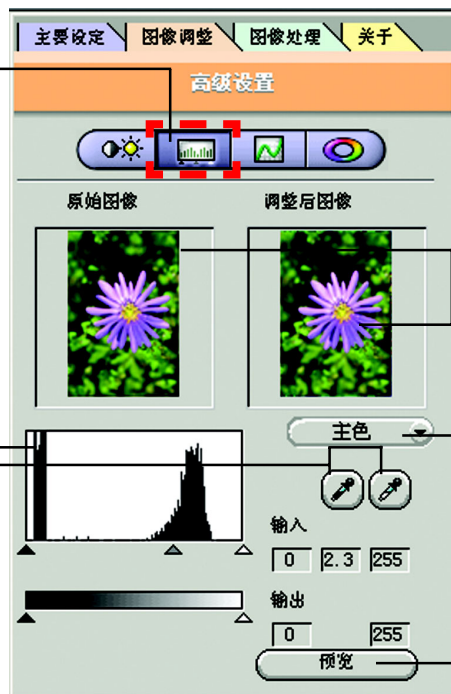 主要设定 图像调整 图像处理 关于
高级设置
原始图像 调整后图像
主色
输入
0 2.3 255
输出
0 255
预览